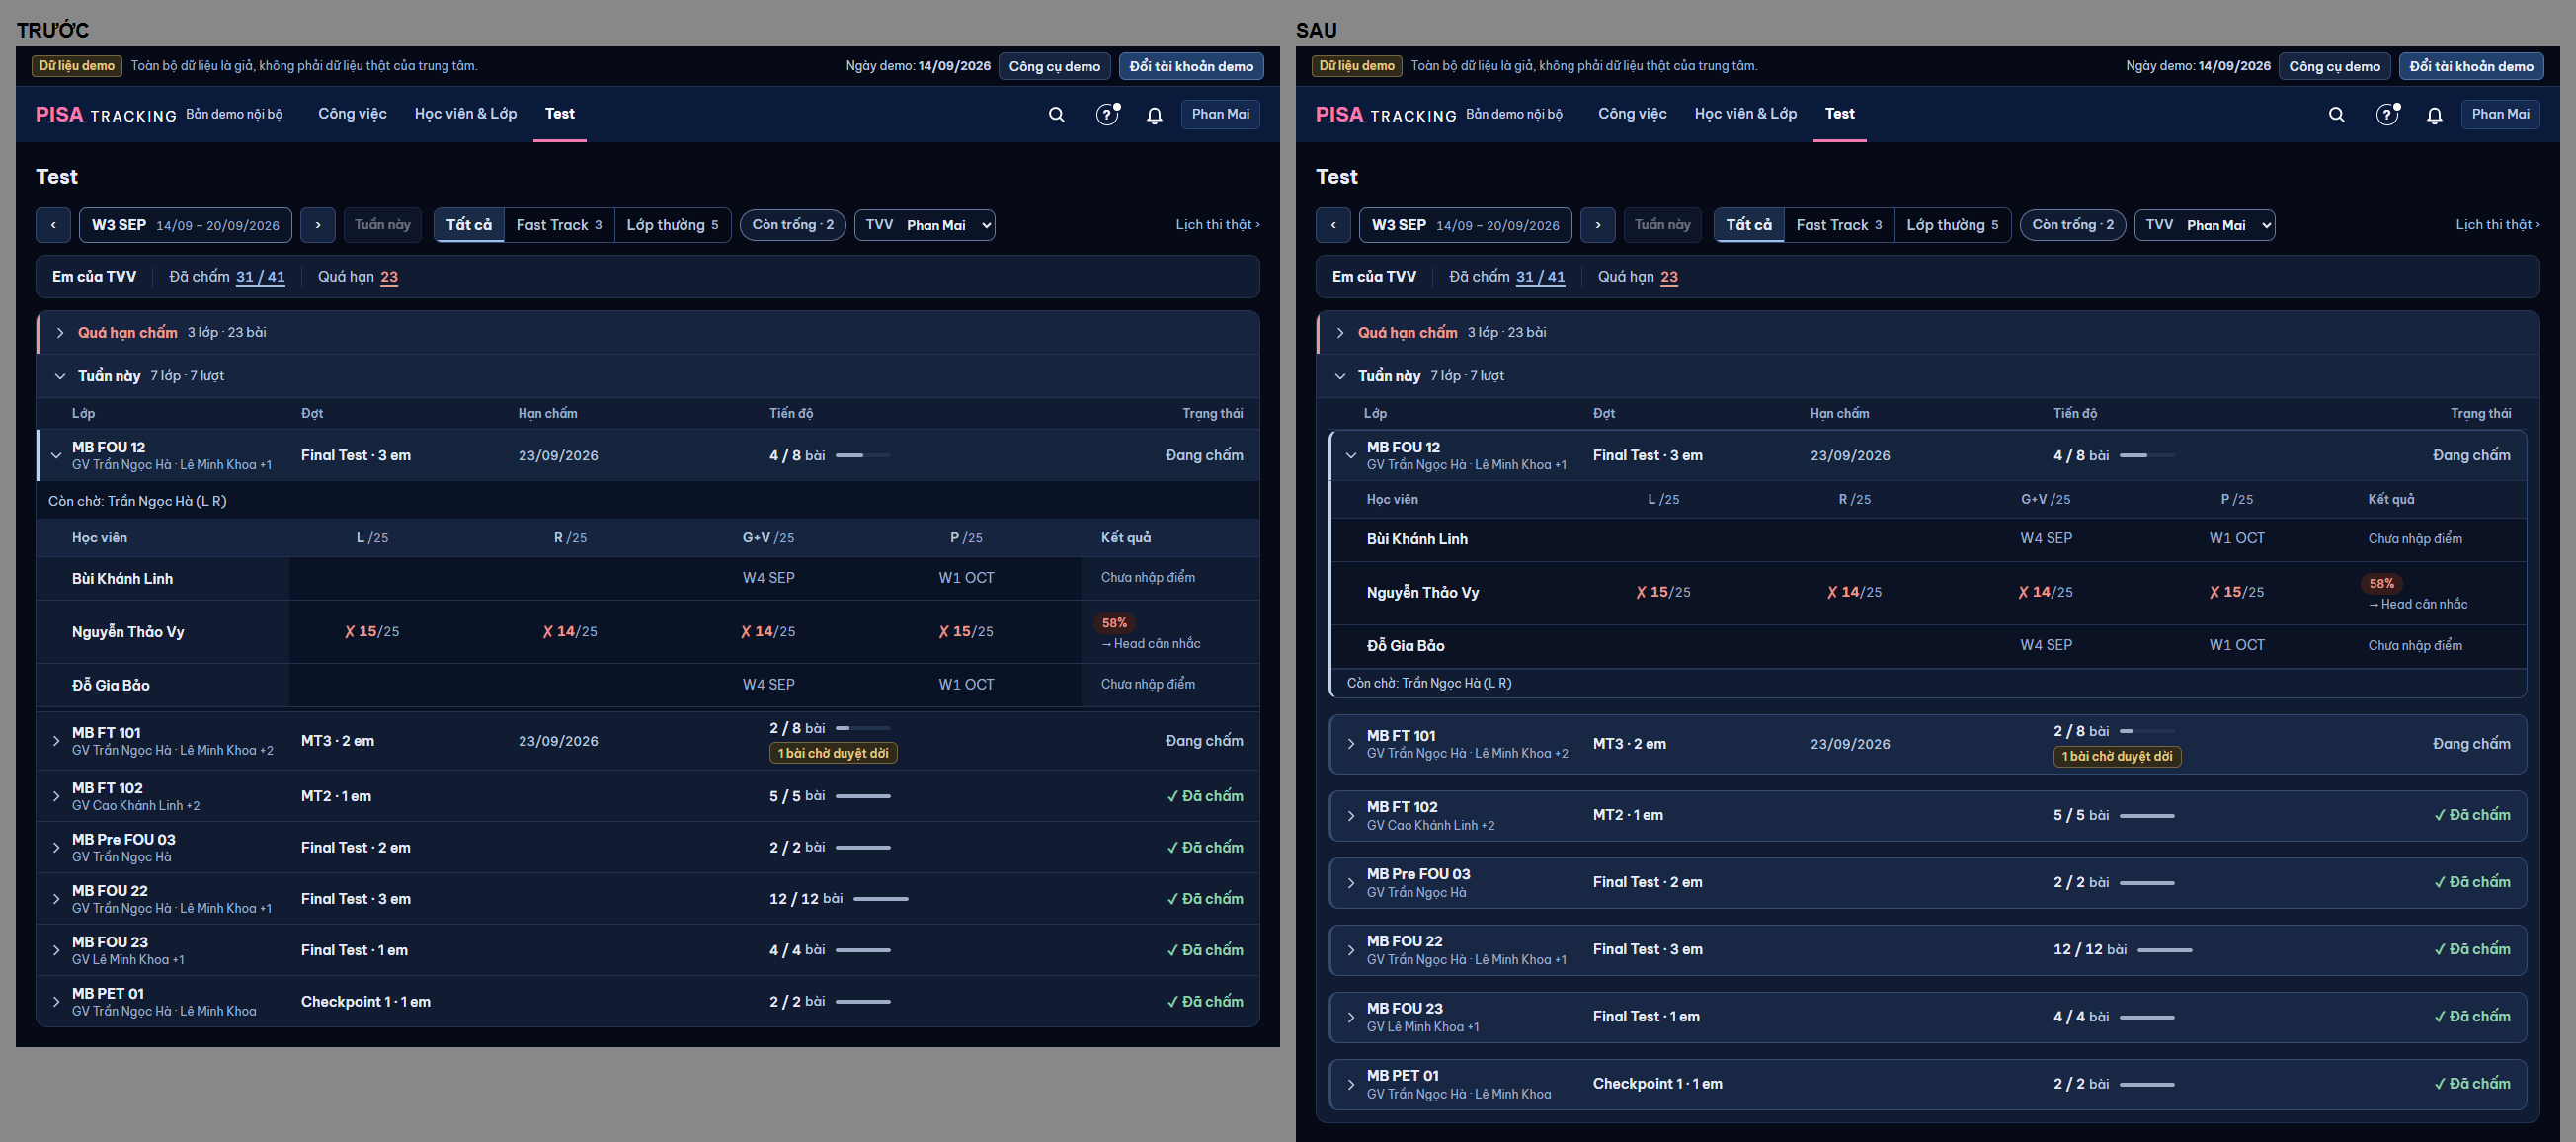 TRƯỚC
Dữ liệu demo Toàn bộ dữ liệu là giả, không phải dữ liệu thật của trung tâm. Ngày demo: 14/09/2026 Công cụ demo Đổi tài khoản demo
PISA TRACKING Bản demo nội bộ Công việc Học viên & Lớp Test ? Phan Mai
Test
‹ W3 SEP 14/09 – 20/09/2026 › Tuần này Tất cả Fast Track 3 Lớp thường 5 Còn trống · 2 TVV Phan Mai Lịch thi thật ›
Em của TVV Đã chấm 31 / 41 Quá hạn 23
Quá hạn chấm 3 lớp · 23 bài
Tuần này 7 lớp · 7 lượt
Lớp Đợt Hạn chấm Tiến độ Trạng thái
MB FOU 12
GV Trần Ngọc Hà · Lê Minh Khoa +1
Final Test · 3 em 23/09/2026 4 / 8 bài Đang chấm
Còn chờ: Trần Ngọc Hà (L R)
Học viên L /25 R /25 G+V /25 P /25 Kết quả
Bùi Khánh Linh W4 SEP W1 OCT Chưa nhập điểm
Nguyễn Thảo Vy ✗ 15/25 ✗ 14/25 ✗ 14/25 ✗ 15/25 58%
→ Head cân nhắc
Đỗ Gia Bảo W4 SEP W1 OCT Chưa nhập điểm
MB FT 101
GV Trần Ngọc Hà · Lê Minh Khoa +2
MT3 · 2 em 23/09/2026 2 / 8 bài Đang chấm
1 bài chờ duyệt dời
MB FT 102
GV Cao Khánh Linh +2
MT2 · 1 em 5 / 5 bài ✓ Đã chấm
MB Pre FOU 03
GV Trần Ngọc Hà
Final Test · 2 em 2 / 2 bài ✓ Đã chấm
MB FOU 22
GV Trần Ngọc Hà · Lê Minh Khoa +1
Final Test · 3 em 12 / 12 bài ✓ Đã chấm
MB FOU 23
GV Lê Minh Khoa +1
Final Test · 1 em 4 / 4 bài ✓ Đã chấm
MB PET 01
GV Trần Ngọc Hà · Lê Minh Khoa
Checkpoint 1 · 1 em 2 / 2 bài ✓ Đã chấm
SAU
Dữ liệu demo Toàn bộ dữ liệu là giả, không phải dữ liệu thật của trung tâm. Ngày demo: 14/09/2026 Công cụ demo Đổi tài khoản demo
PISA TRACKING Bản demo nội bộ Công việc Học viên & Lớp Test ? Phan Mai
Test
‹ W3 SEP 14/09 – 20/09/2026 › Tuần này Tất cả Fast Track 3 Lớp thường 5 Còn trống · 2 TVV Phan Mai Lịch thi thật ›
Em của TVV Đã chấm 31 / 41 Quá hạn 23
Quá hạn chấm 3 lớp · 23 bài
Tuần này 7 lớp · 7 lượt
Lớp Đợt Hạn chấm Tiến độ Trạng thái
MB FOU 12
GV Trần Ngọc Hà · Lê Minh Khoa +1
Final Test · 3 em 23/09/2026 4 / 8 bài Đang chấm
Học viên L /25 R /25 G+V /25 P /25 Kết quả
Bùi Khánh Linh W4 SEP W1 OCT Chưa nhập điểm
Nguyễn Thảo Vy ✗ 15/25 ✗ 14/25 ✗ 14/25 ✗ 15/25 58%
→ Head cân nhắc
Đỗ Gia Bảo W4 SEP W1 OCT Chưa nhập điểm
Còn chờ: Trần Ngọc Hà (L R)
MB FT 101
GV Trần Ngọc Hà · Lê Minh Khoa +2
MT3 · 2 em 23/09/2026 2 / 8 bài Đang chấm
1 bài chờ duyệt dời
MB FT 102
GV Cao Khánh Linh +2
MT2 · 1 em 5 / 5 bài ✓ Đã chấm
MB Pre FOU 03
GV Trần Ngọc Hà
Final Test · 2 em 2 / 2 bài ✓ Đã chấm
MB FOU 22
GV Trần Ngọc Hà · Lê Minh Khoa +1
Final Test · 3 em 12 / 12 bài ✓ Đã chấm
MB FOU 23
GV Lê Minh Khoa +1
Final Test · 1 em 4 / 4 bài ✓ Đã chấm
MB PET 01
GV Trần Ngọc Hà · Lê Minh Khoa
Checkpoint 1 · 1 em 2 / 2 bài ✓ Đã chấm